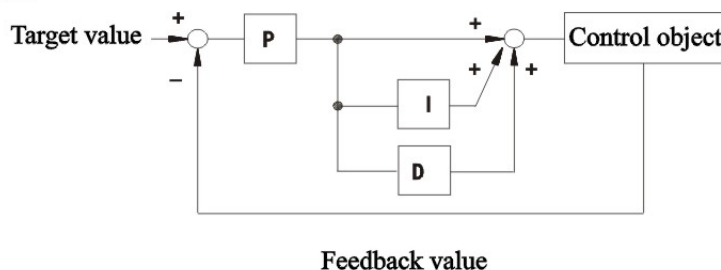 Target value
+
−
P
+
+
+
I
D
Control object
Feedback value